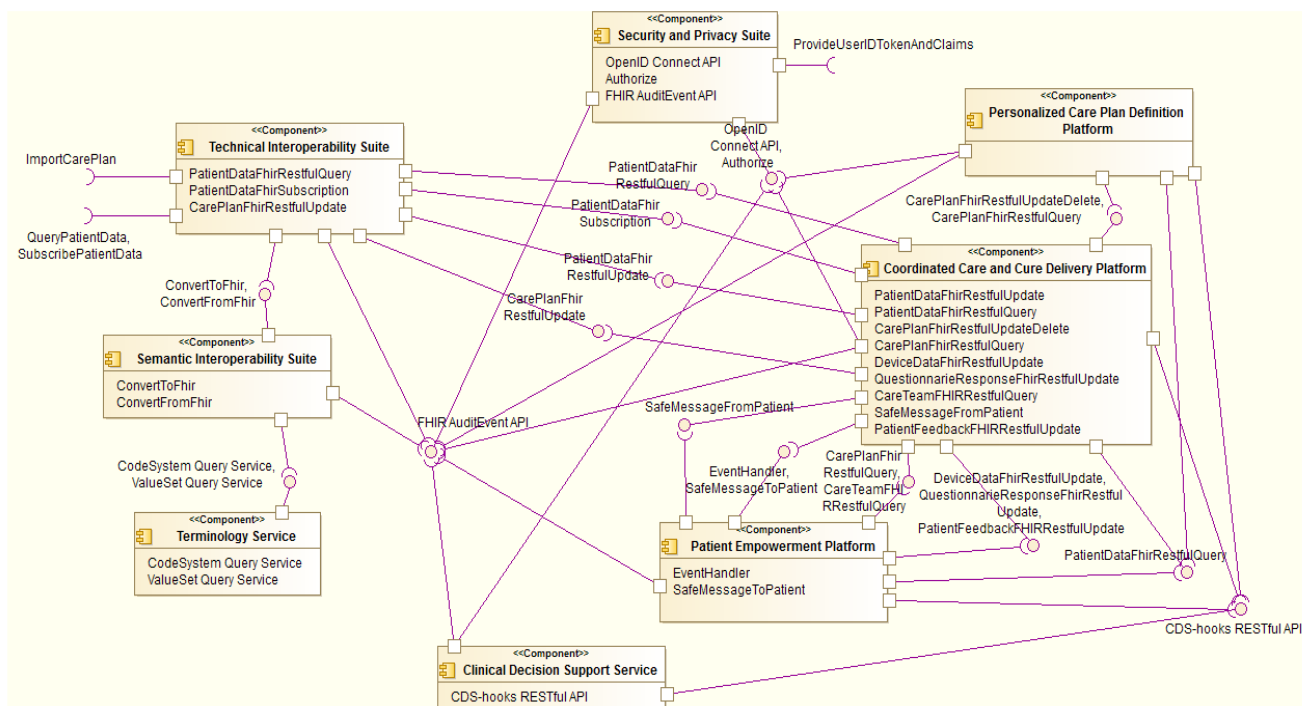 <<Component>>
Security and Privacy Suite
OpenID Connect API
Authorize
FHIR AuditEvent API
ProvideUserIDTokenAndClaims
<<Component>>
Personalized Care Plan Definition
Platform
<<Component>>
Technical Interoperability Suite
PatientDataFhirRestfulQuery
PatientDataFhirSubscription
CarePlanFhirRestfulUpdate
ImportCarePlan
QueryPatientData,
SubscribePatientData
OpenID
Connect API,
Authorize
PatientDataFhir
RestfulQuery
PatientDataFhir
Subscription
PatientDataFhir
RestfulUpdate
CarePlanFhir
RestfulUpdate
CarePlanFhirRestfulUpdateDelete,
CarePlanFhirRestfulQuery
<<Component>>
Coordinated Care and Cure Delivery Platform
PatientDataFhirRestfulUpdate
PatientDataFhirRestfulQuery
CarePlanFhirRestfulUpdateDelete
CarePlanFhirRestfulQuery
DeviceDataFhirRestfulUpdate
QuestionnarieResponseFhirRestfulUpdate
CareTeamFHIRRestfulQuery
SafeMessageFromPatient
PatientFeedbackFHIRRestfulUpdate
ConvertToFhir,
ConvertFromFhir
<<Component>>
Semantic Interoperability Suite
ConvertToFhir
ConvertFromFhir
FHIR AuditEvent API
SafeMessageFromPatient
EventHandler,
SafeMessageToPatient
CarePlanFhir
RestfulQuery,
CareTeamFHI
RRestfulQuery
DeviceDataFhirRestfulUpdate,
QuestionnarieResponseFhirRestful
Update,
PatientFeedbackFHIRRestfulUpdate
CodeSystem Query Service,
ValueSet Query Service
<<Component>>
Terminology Service
CodeSystem Query Service
ValueSet Query Service
<<Component>>
Patient Empowerment Platform
EventHandler
SafeMessageToPatient
PatientDataFhirRestfulQuery
CDS-hooks RESTful API
<<Component>>
Clinical Decision Support Service
CDS-hooks RESTful API